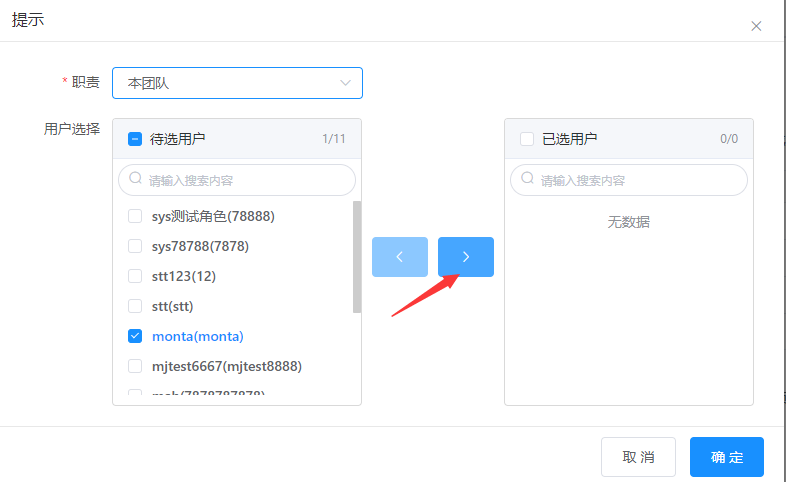 提示
* 职责
本团队
用户选择
待选用户 1/11
请输入搜索内容
sys测试角色(78888)
sys78788(7878)
stt123(12)
stt(stt)
monta(monta)
mjtest6667(mjtest8888)
已选用户 0/0
请输入搜索内容
无数据
取 消
确 定